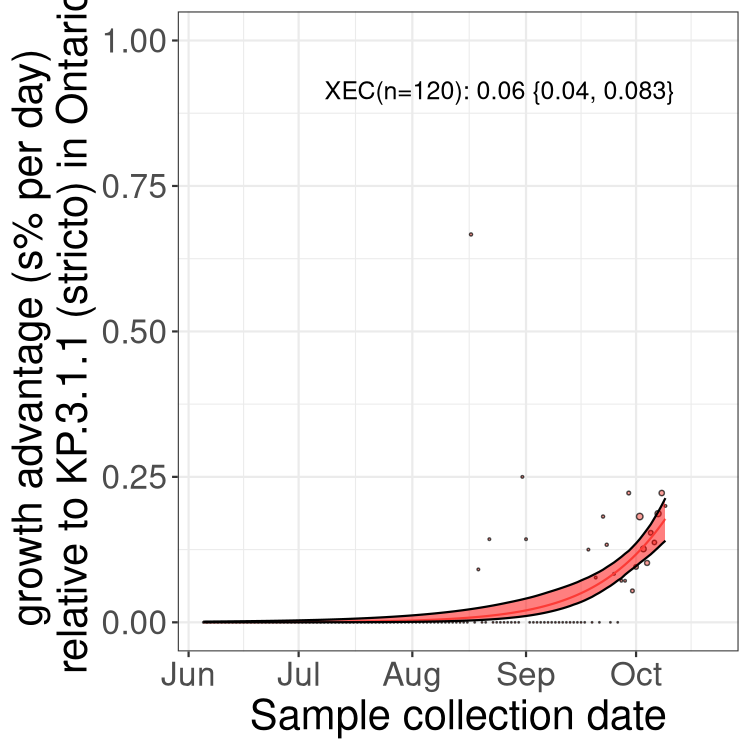 growth advantage (s% per day)
relative to KP.3.1.1 (stricto) in Ontario
1.00
0.75
0.50
0.25
0.00
XEC(n=120): 0.06 {0.04, 0.083}
Jun Jul Aug Sep Oct
Sample collection date